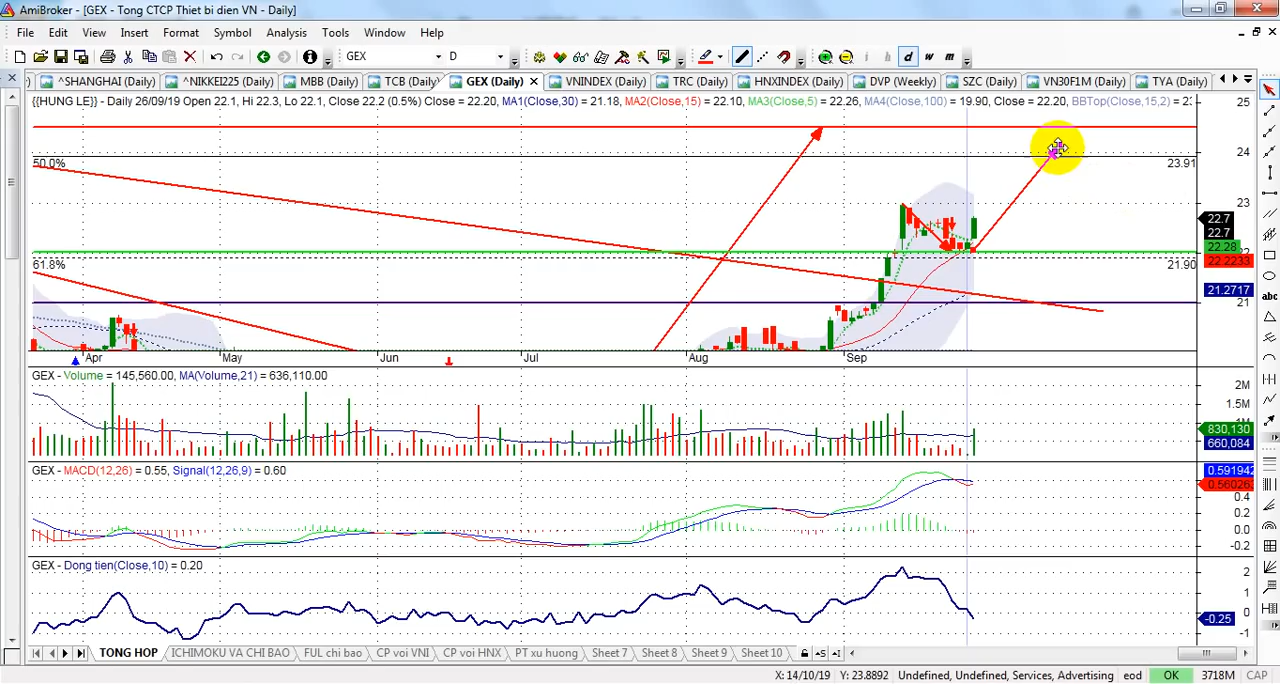 AmiBroker - [GEX - Tong CTCP Thiet bi dien VN - Daily]
File Edit View Insert Format Symbol Analysis Tools Window Help
GEX D i h d w m
^SHANGHAI (Daily) ^NIKKEI225 (Daily) MBB (Daily) TCB (Daily) GEX (Daily) VNINDEX (Daily) TRC (Daily) HNXINDEX (Daily) DVP (Weekly) SZC (Daily) VN30F1M (Daily) TYA (Daily)
{{HUNG LE}} - Daily 26/09/19 Open 22.1, Hi 22.3, Lo 22.1, Close 22.2 (0.5%) Close = 22.20, MA1(Close,30) = 21.18, MA2(Close,15) = 22.10, MA3(Close,5) = 22.26, MA4(Close,100) = 19.90, Close = 22.20, BBTop(Close,15,2) = 23
25
24
50.0% 23.91
23
22.7
22.7
22.28
22
22.2233
61.8% 21.90
21.2717
21
Apr May Jun Jul Aug Sep
GEX - Volume = 145,560.00, MA(Volume,21) = 636,110.00
2M
1.5M
830,130
660,084
GEX - MACD(12,26) = 0.55, Signal(12,26,9) = 0.60
0.591942
0.56026
0.4
0.2
0.0
-0.2
GEX - Dong tien(Close,10) = 0.20
2
1
0
-0.25
-1
abc
TONG HOP ICHIMOKU VA CHI BAO FUL chi bao CP voi VNI CP voi HNX PT xu huong Sheet 7 Sheet 8 Sheet 9 Sheet 10
X: 14/10/19 Y: 23.8892 Undefined, Undefined, Services, Advertising eod OK 3718M CAP